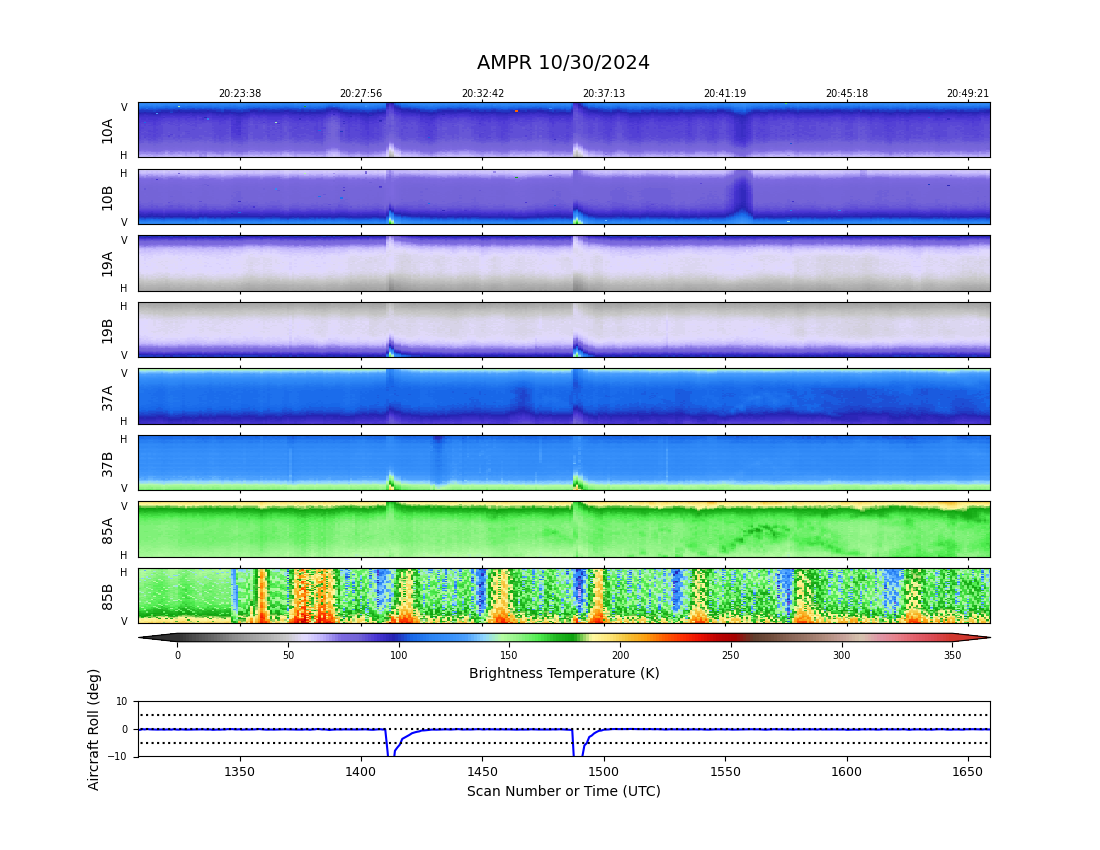 AMPR 10/30/2024
20:23:38 20:27:56 20:32:42 20:37:13 20:41:19 20:45:18 20:49:21
V
10A
H
H
10B
V
V
19A
H
H
19B
V
V
37A
H
H
37B
V
V
85A
H
H
85B
V
0 50 100 150 200 250 300 350
Brightness Temperature (K)
Aircraft Roll (deg)
10
0
−10
1350 1400 1450 1500 1550 1600 1650
Scan Number or Time (UTC)